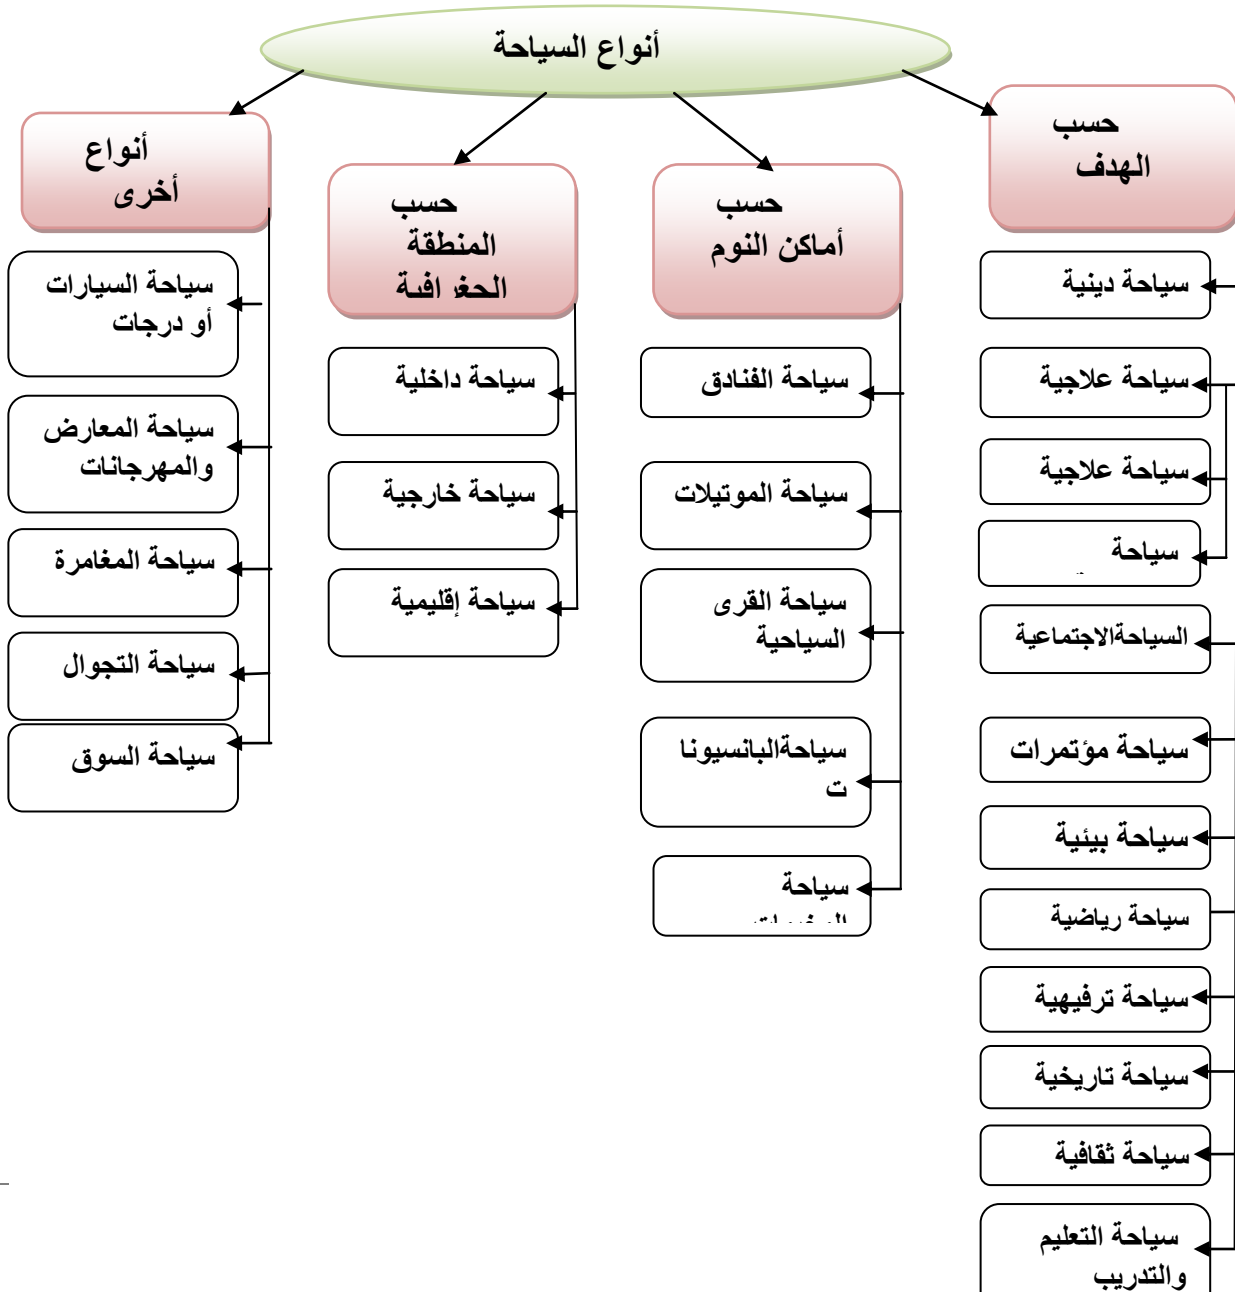 أنواع السياحة
حسب
الهدف
سياحة دينية
سياحة علاجية
سياحة علاجية
سياحة
السياحةالاجتماعية
سياحة مؤتمرات
سياحة بيئية
سياحة رياضية
سياحة ترفيهية
سياحة تاريخية
سياحة ثقافية
سياحة التعليم
والتدريب
حسب
أماكن النوم
سياحة الفنادق
سياحة الموتيلات
سياحة القرى
السياحية
سياحةالبانسيونا
ت
سياحة
حسب
المنطقة
الجغرافية
سياحة داخلية
سياحة خارجية
سياحة إقليمية
أنواع
أخرى
سياحة السيارات
أو درجات
سياحة المعارض
والمهرجانات
سياحة المغامرة
سياحة التجوال
سياحة السوق